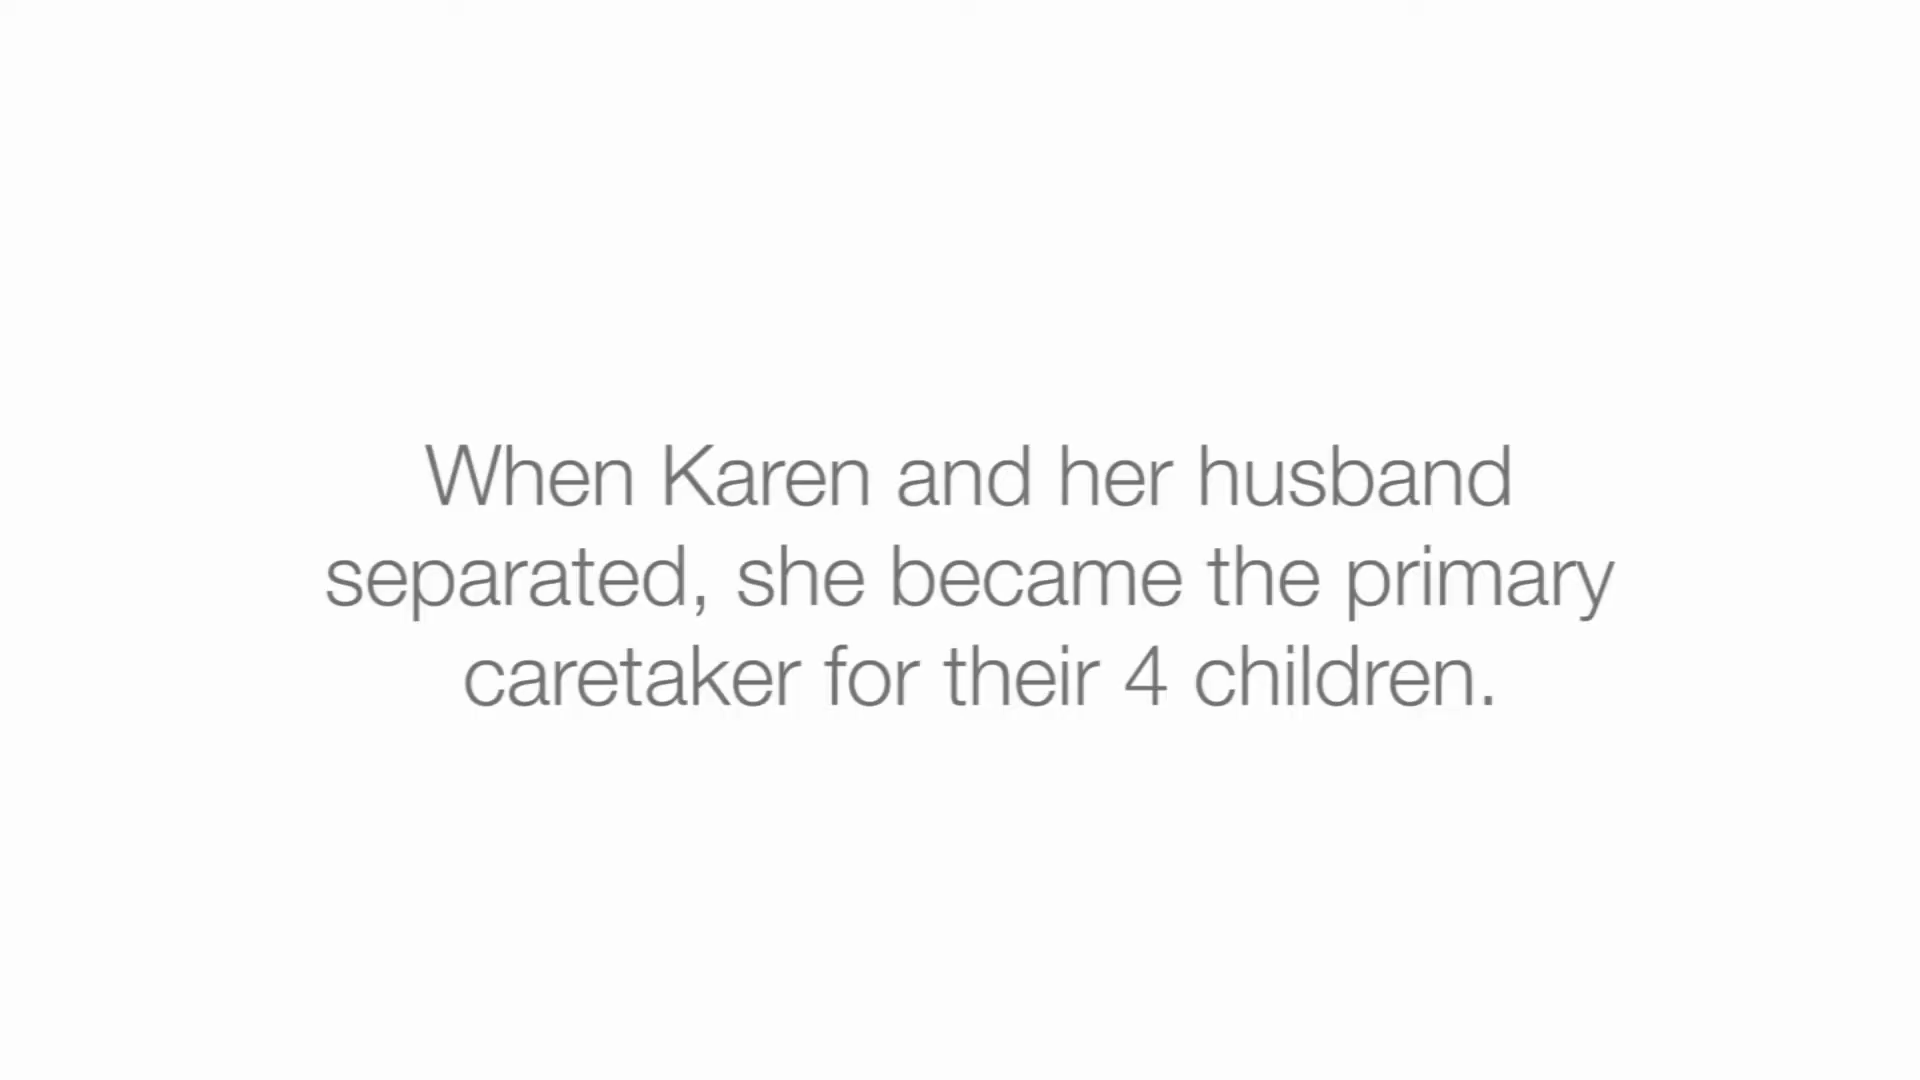 When Karen and her husband
separated, she became the primary
caretaker for their 4 children.